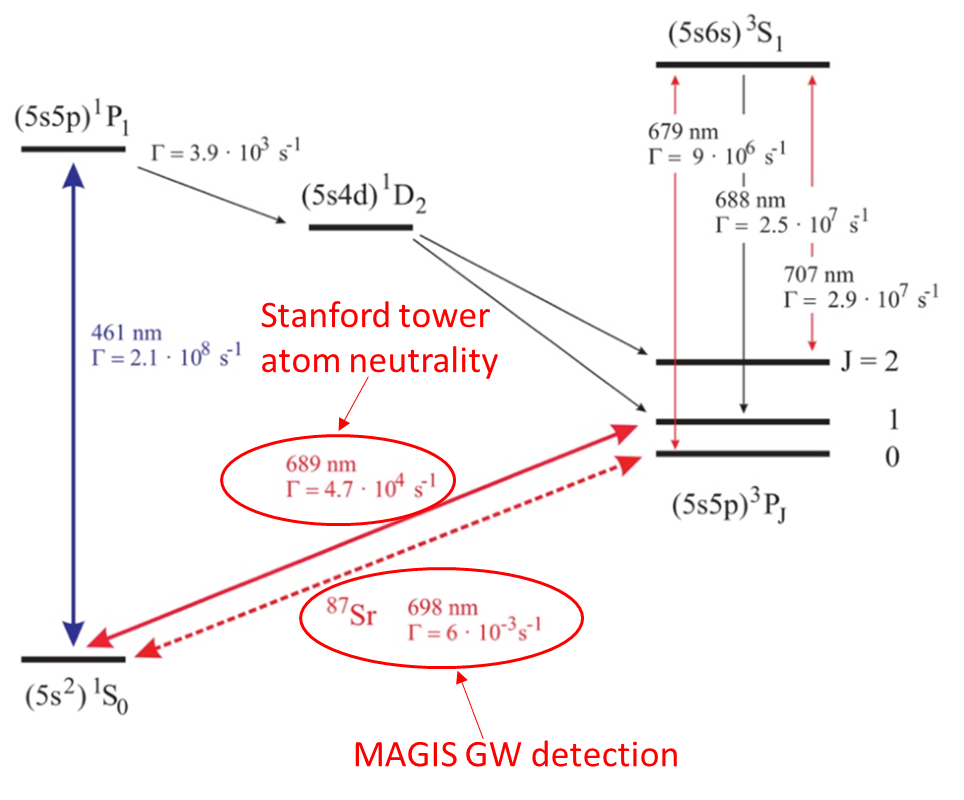 (5s6s) ³S₁
(5s5p) ¹P₁
Γ = 3.9 · 10³ s⁻¹
(5s4d) ¹D₂
679 nm
Γ = 9 · 10⁶ s⁻¹
688 nm
Γ = 2.5 · 10⁷ s⁻¹
707 nm
Γ = 2.9 · 10⁷ s⁻¹
461 nm
Γ = 2.1 · 10⁸ s⁻¹
Stanford tower
atom neutrality
J = 2
1
0
689 nm
Γ = 4.7 · 10⁴ s⁻¹
(5s5p) ³P_J
⁸⁷Sr 698 nm
Γ = 6 · 10⁻³ s⁻¹
(5s²) ¹S₀
MAGIS GW detection